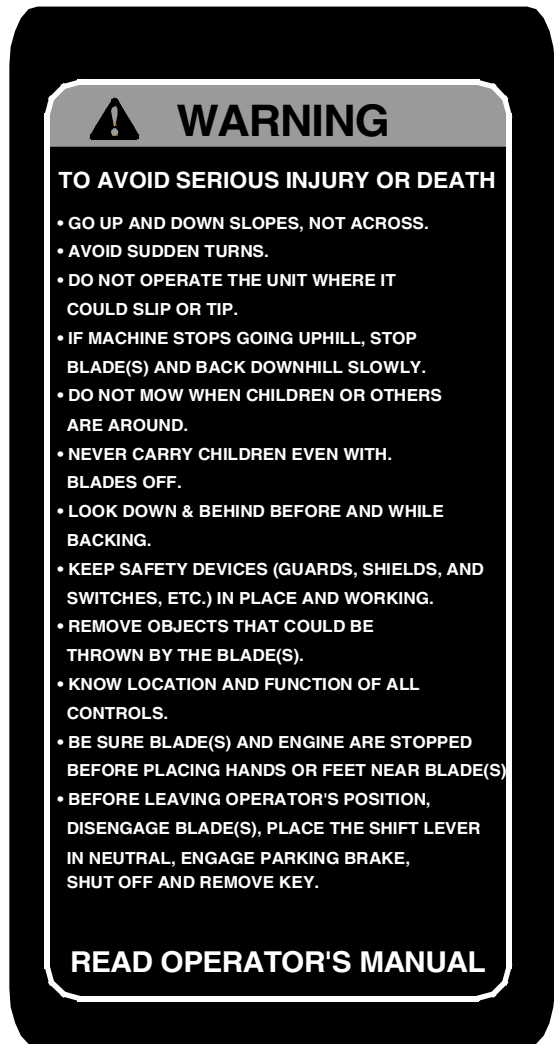 WARNING
TO AVOID SERIOUS INJURY OR DEATH
• GO UP AND DOWN SLOPES, NOT ACROSS.
• AVOID SUDDEN TURNS.
• DO NOT OPERATE THE UNIT WHERE IT
COULD SLIP OR TIP.
• IF MACHINE STOPS GOING UPHILL, STOP
BLADE(S) AND BACK DOWNHILL SLOWLY.
• DO NOT MOW WHEN CHILDREN OR OTHERS
ARE AROUND.
• NEVER CARRY CHILDREN EVEN WITH.
BLADES OFF.
• LOOK DOWN & BEHIND BEFORE AND WHILE
BACKING.
• KEEP SAFETY DEVICES (GUARDS, SHIELDS, AND
SWITCHES, ETC.) IN PLACE AND WORKING.
• REMOVE OBJECTS THAT COULD BE
THROWN BY THE BLADE(S).
• KNOW LOCATION AND FUNCTION OF ALL
CONTROLS.
• BE SURE BLADE(S) AND ENGINE ARE STOPPED
BEFORE PLACING HANDS OR FEET NEAR BLADE(S)
• BEFORE LEAVING OPERATOR'S POSITION,
DISENGAGE BLADE(S), PLACE THE SHIFT LEVER
IN NEUTRAL, ENGAGE PARKING BRAKE,
SHUT OFF AND REMOVE KEY.
READ OPERATOR'S MANUAL